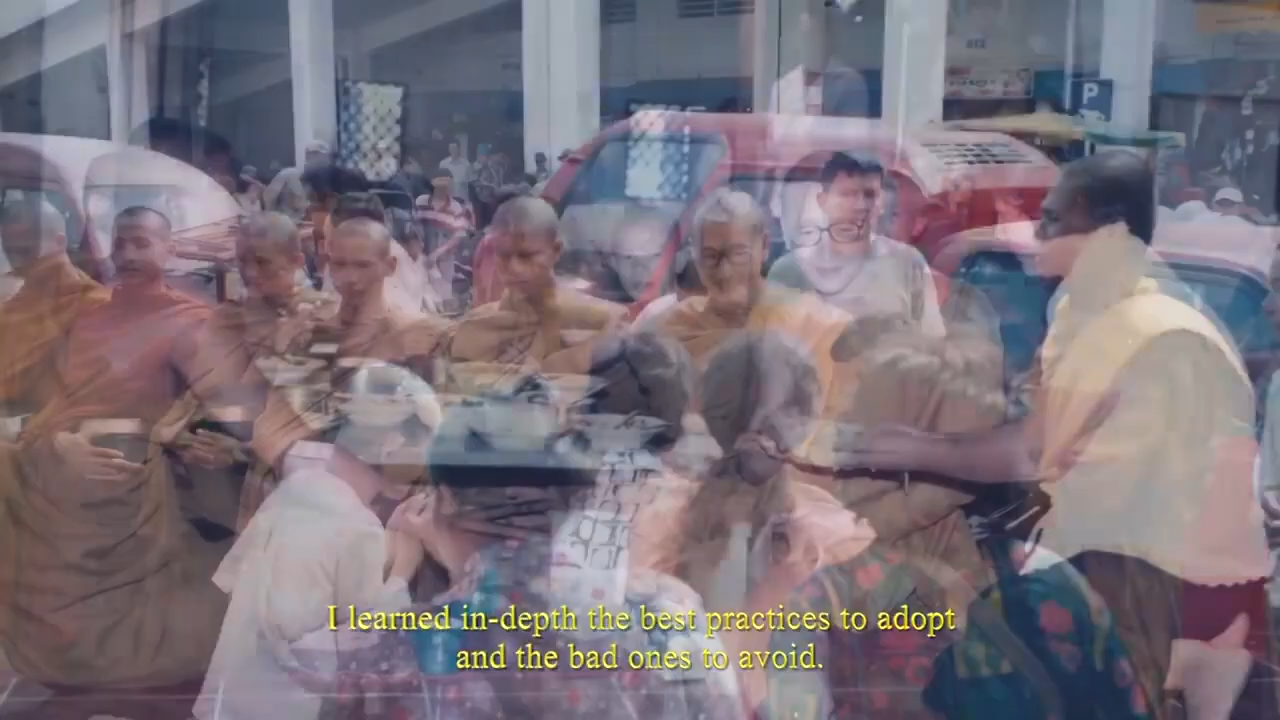 P
I learned in-depth the best practices to adopt
and the bad ones to avoid.